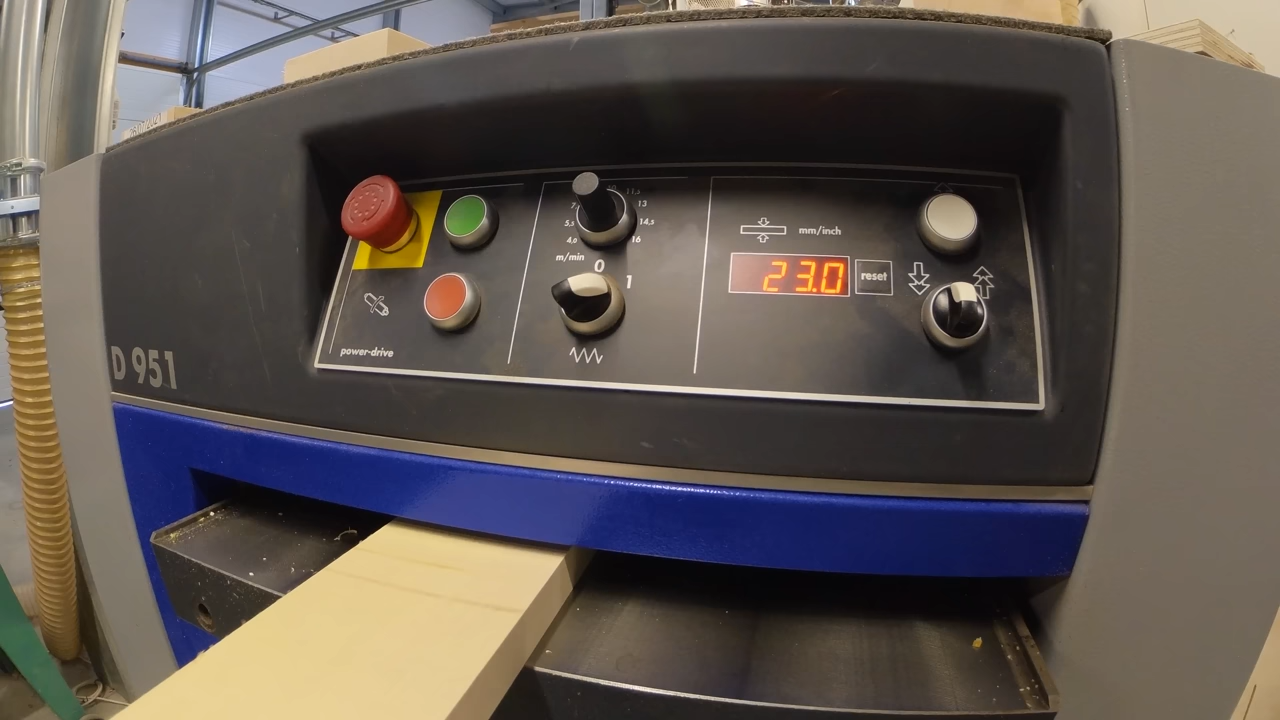 10
11,5
7
13
5,5
14,5
4,0
16
m/min
0
1
mm/inch
23.0
reset
power-drive
D 951